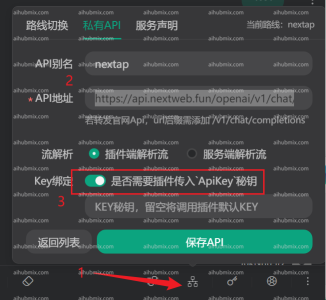 路线切换 私有API 服务声明 当前路线：nextap
API别名 nextap
2
* API地址 https://api.nextweb.fun/openai/v1/chat,
若转发官网Api，url后需添加 /v1/chat/completions
流解析 插件端解析流 服务端解析流
Key绑定 是否需要插件传入`ApiKey`秘钥
3 KEY秘钥，留空将调用插件默认KEY
返回列表 保存API
1
aihubmix.com aihubmix.com aihubmix.com aihubmix.com